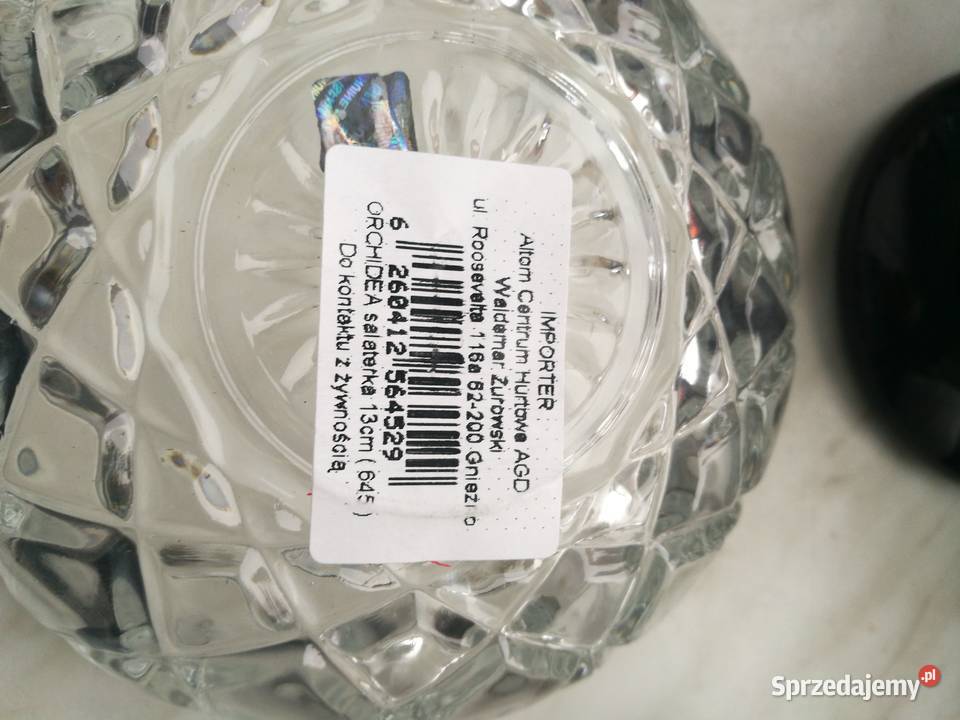 IMPORTER
Altom Centrum Hurtowe AGD
Waldemar Żurowski
ul. Roosevelta 116a 62-200 Gniezno
6 260412 564529
ORCHIDEA salaterka 13cm ( 645 )
Do kontaktu z żywnością
Sprzedajemy.pl